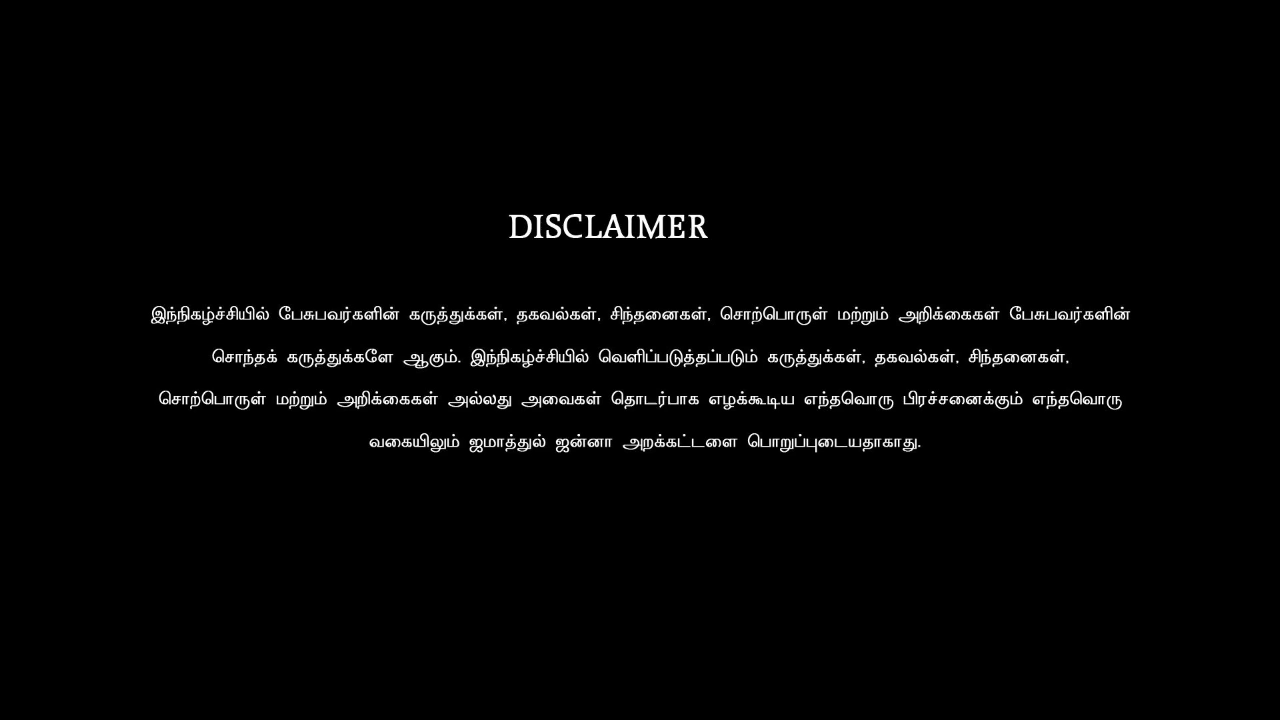 DISCLAIMER
இந்நிகழ்ச்சியில் பேசுபவர்களின் கருத்துக்கள், தகவல்கள், சிந்தனைகள், சொற்பொருள் மற்றும் அறிக்கைகள் பேசுபவர்களின்
சொந்தக் கருத்துக்களே ஆகும். இந்நிகழ்ச்சியில் வெளிப்படுத்தப்படும் கருத்துக்கள், தகவல்கள், சிந்தனைகள்,
சொற்பொருள் மற்றும் அறிக்கைகள் அல்லது அவைகள் தொடர்பாக எழக்கூடிய எந்தவொரு பிரச்சனைக்கும் எந்தவொரு
வகையிலும் ஜமாத்துல் ஜன்னா அறக்கட்டளை பொறுப்புடையதாகாது.